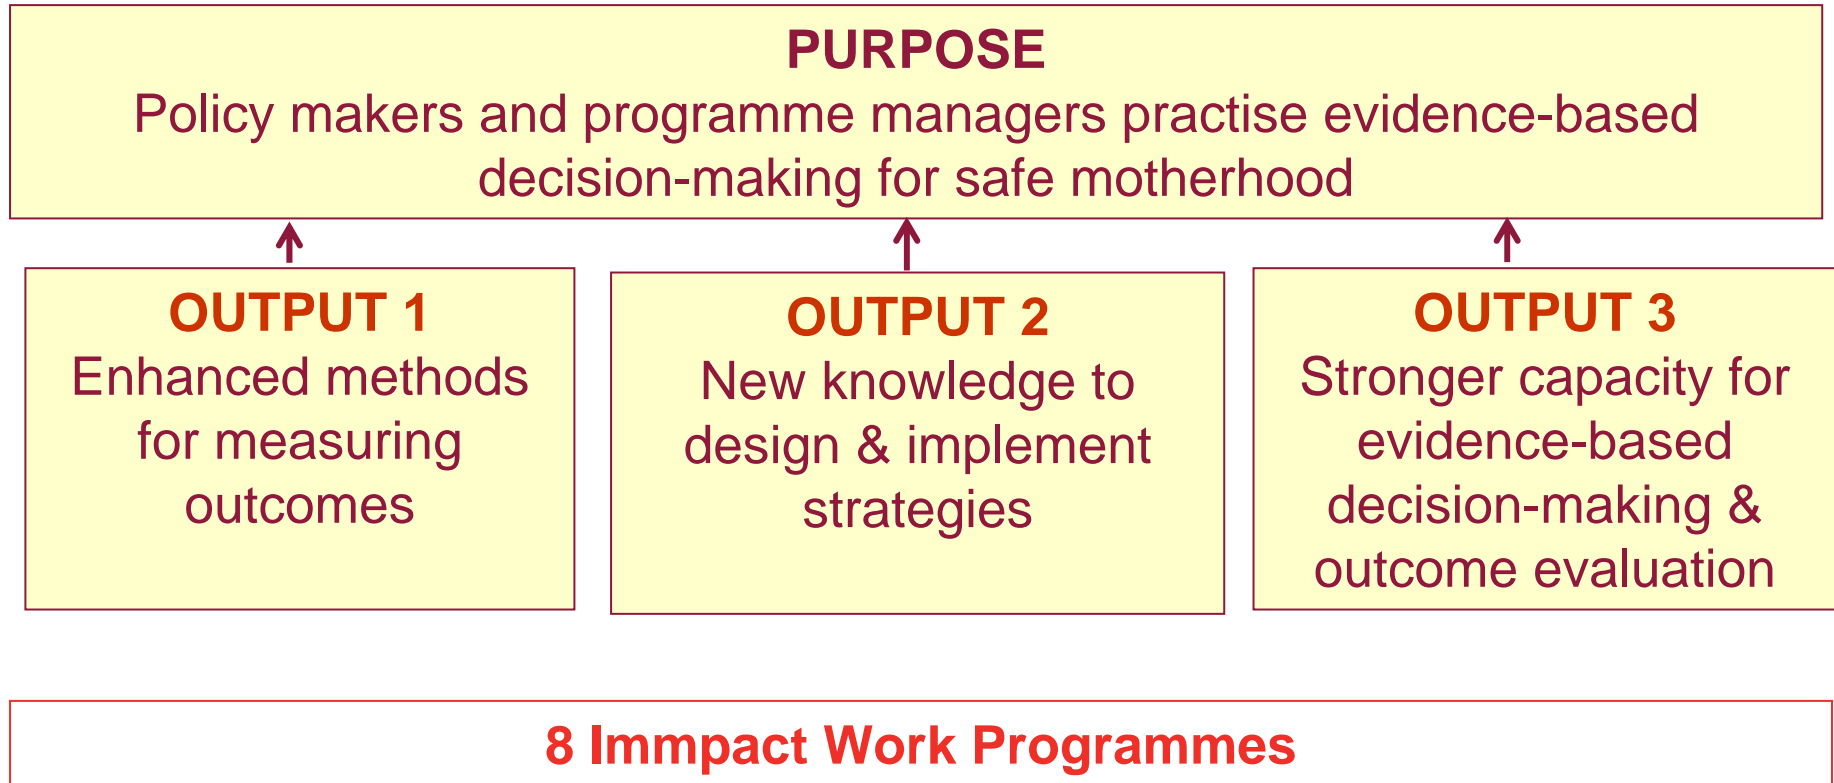 PURPOSE
Policy makers and programme managers practise evidence-based
decision-making for safe motherhood
OUTPUT 1
Enhanced methods
for measuring
outcomes
OUTPUT 2
New knowledge to
design & implement
strategies
OUTPUT 3
Stronger capacity for
evidence-based
decision-making &
outcome evaluation
8 Immpact Work Programmes